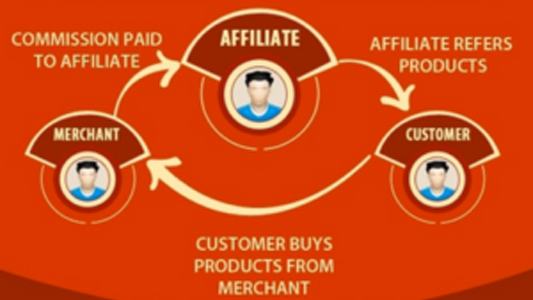 COMMISSION PAID
TO AFFILIATE
AFFILIATE
AFFILIATE REFERS
PRODUCTS
MERCHANT
CUSTOMER
CUSTOMER BUYS
PRODUCTS FROM
MERCHANT